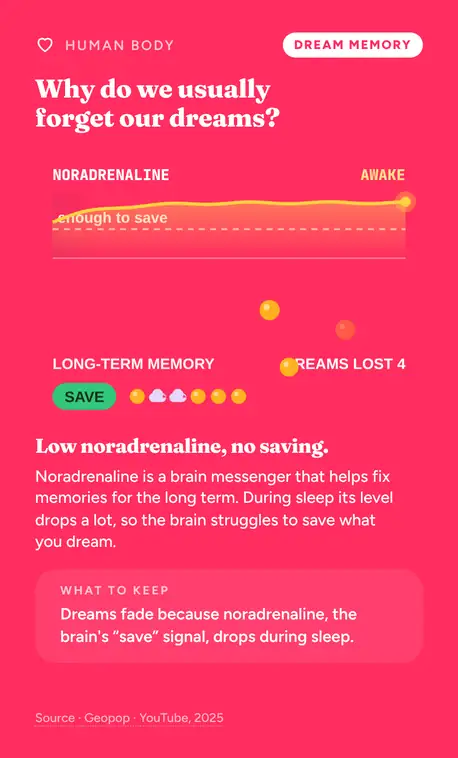 HUMAN BODY
DREAM MEMORY
Why do we usually
forget our dreams?
NORADRENALINE
AWAKE
enough to save
LONG-TERM MEMORY
REAMS LOST 4
SAVE
Low noradrenaline, no saving.
Noradrenaline is a brain messenger that helps fix
memories for the long term. During sleep its level
drops a lot, so the brain struggles to save what
you dream.
WHAT TO KEEP
Dreams fade because noradrenaline, the
brain's “save” signal, drops during sleep.
Source · Geopop · YouTube, 2025